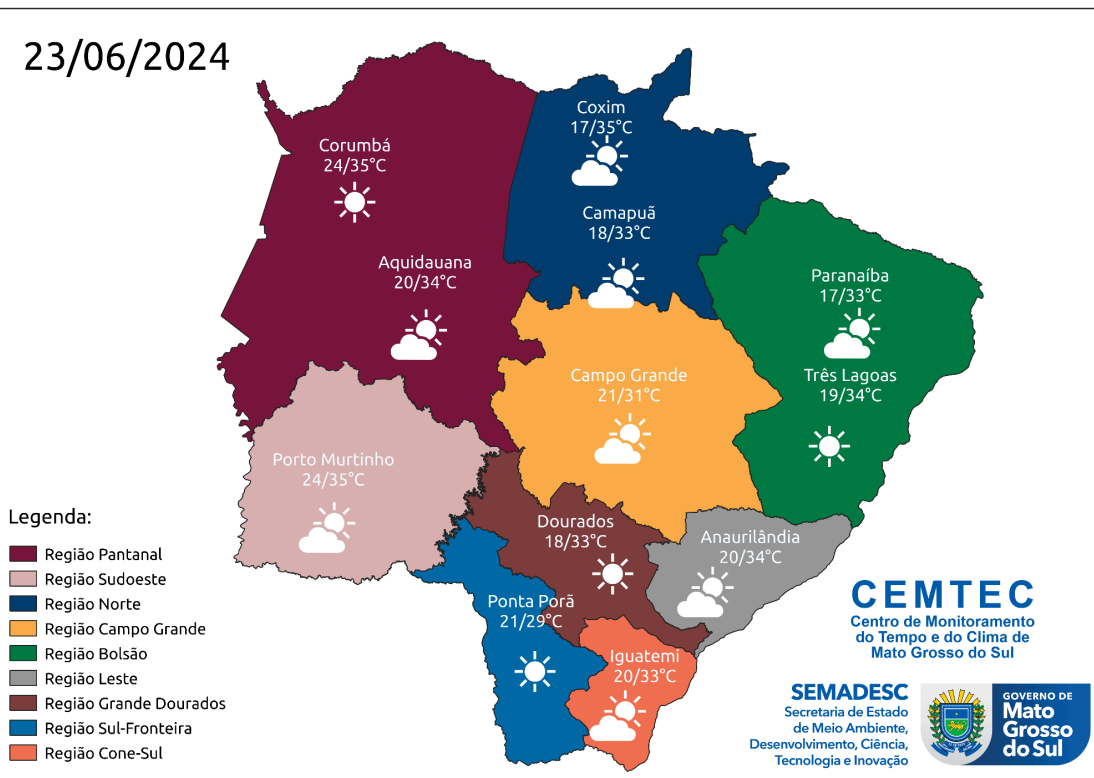 23/06/2024
Coxim
17/35°C
Corumbá
24/35°C
Camapuã
18/33°C
Aquidauana
20/34°C
Paranaíba
17/33°C
Campo Grande
21/31°C
Três Lagoas
19/34°C
Porto Murtinho
24/35°C
Dourados
18/33°C
Anaurilândia
20/34°C
Ponta Porã
21/29°C
Iguatemi
20/33°C
Legenda:
Região Pantanal
Região Sudoeste
Região Norte
Região Campo Grande
Região Bolsão
Região Leste
Região Grande Dourados
Região Sul-Fronteira
Região Cone-Sul
CEMTEC
Centro de Monitoramento
do Tempo e do Clima de
Mato Grosso do Sul
SEMADESC
Secretaria de Estado
de Meio Ambiente,
Desenvolvimento, Ciência,
Tecnologia e Inovação
GOVERNO DE
Mato
Grosso
do Sul